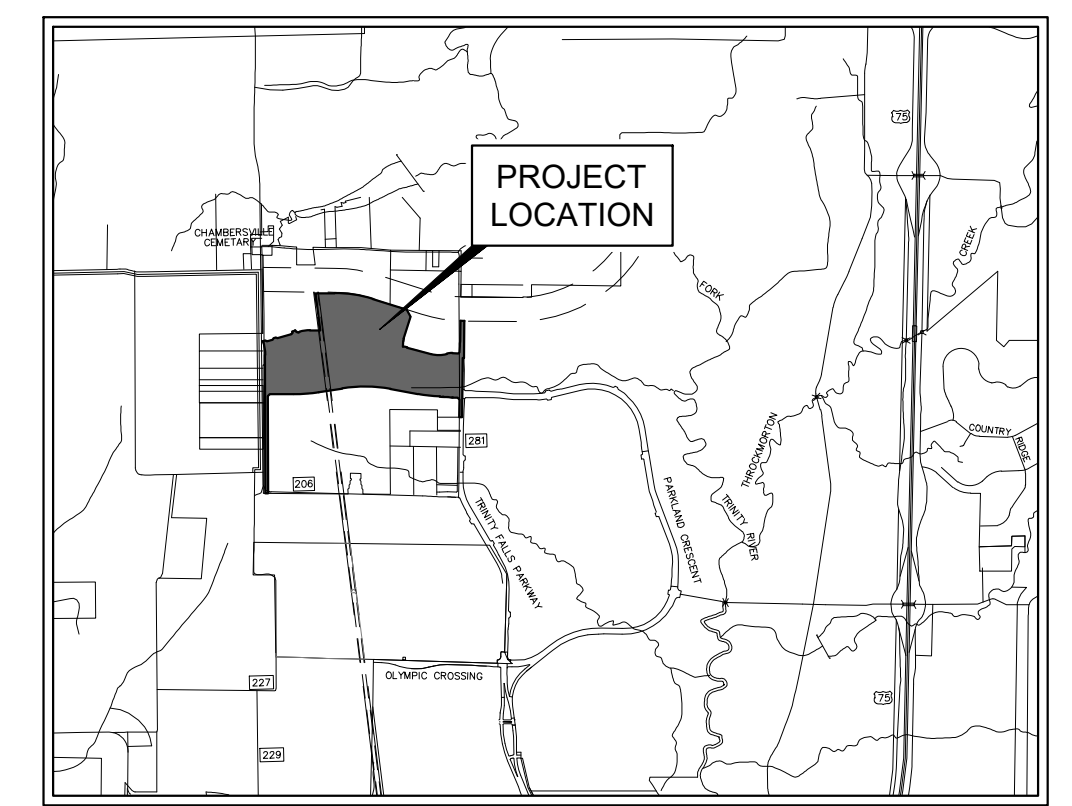 75
PROJECT
LOCATION
CHAMBERSVILLE
CEMETARY
CREEK
FORK
THROCKMORTON
COUNTRY
RIDGE
281
206
PARKLAND CRESCENT
TRINITY RIVER
TRINITY FALLS PARKWAY
OLYMPIC CROSSING
227
75
229